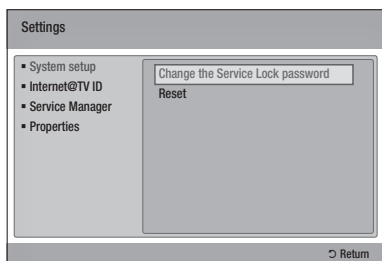 Settings
▪ System setup
▪ Internet@TV ID
▪ Service Manager
▪ Properties
Change the Service Lock password
Reset
Return